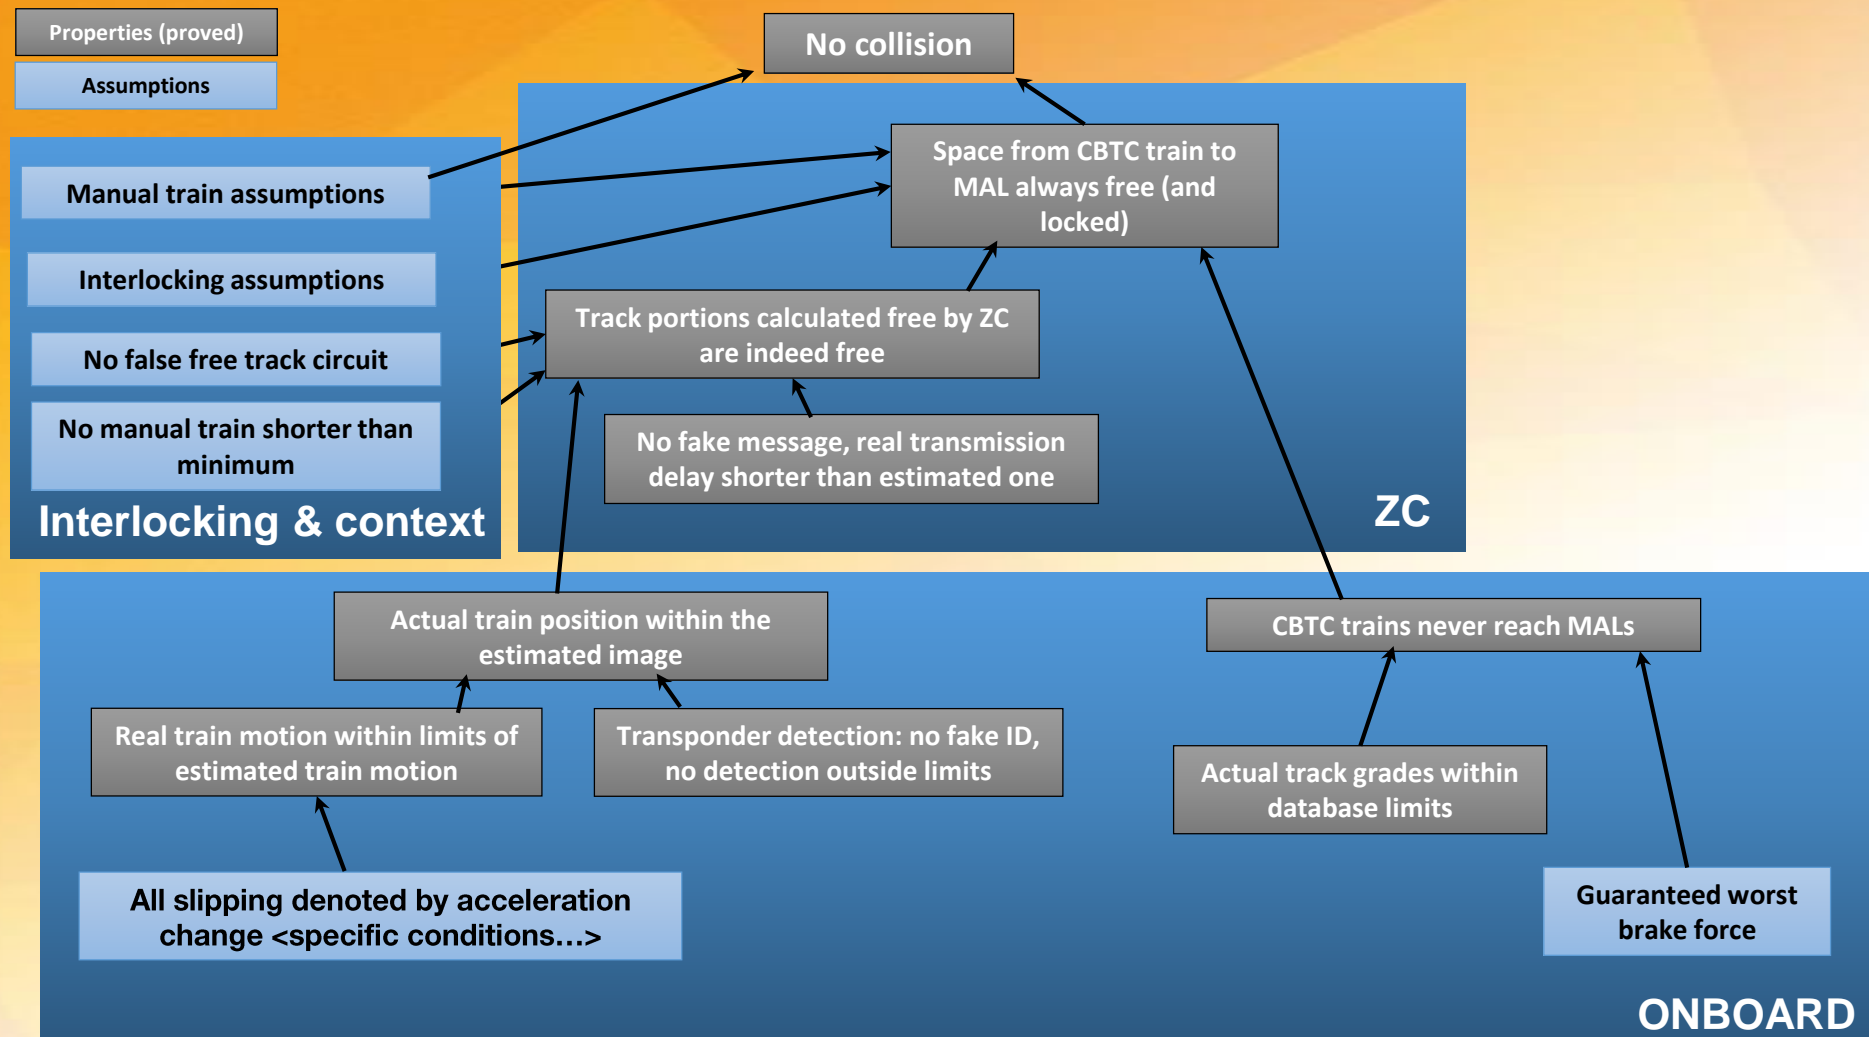 Properties (proved)
Assumptions
No collision
Manual train assumptions
Interlocking assumptions
No false free track circuit
No manual train shorter than
minimum
Interlocking & context
Space from CBTC train to
MAL always free (and
locked)
Track portions calculated free by ZC
are indeed free
No fake message, real transmission
delay shorter than estimated one
ZC
Actual train position within the
estimated image
CBTC trains never reach MALs
Real train motion within limits of
estimated train motion
Transponder detection: no fake ID,
no detection outside limits
Actual track grades within
database limits
All slipping denoted by acceleration
change <specific conditions…>
Guaranteed worst
brake force
ONBOARD